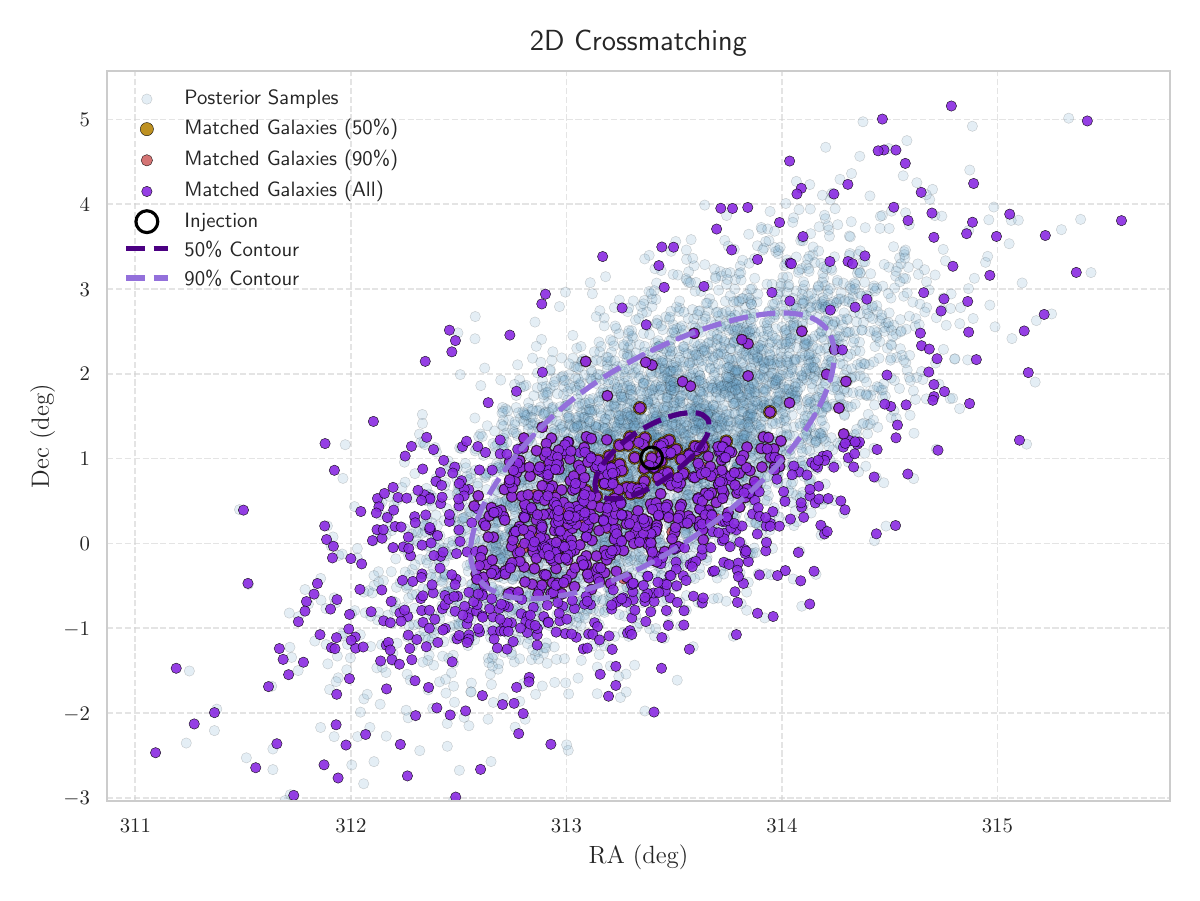 2D Crossmatching
Posterior Samples
Matched Galaxies (50%)
Matched Galaxies (90%)
Matched Galaxies (All)
Injection
50% Contour
90% Contour
5
4
3
2
1
0
−1
−2
−3
311 312 313 314 315
RA (deg)
Dec (deg)